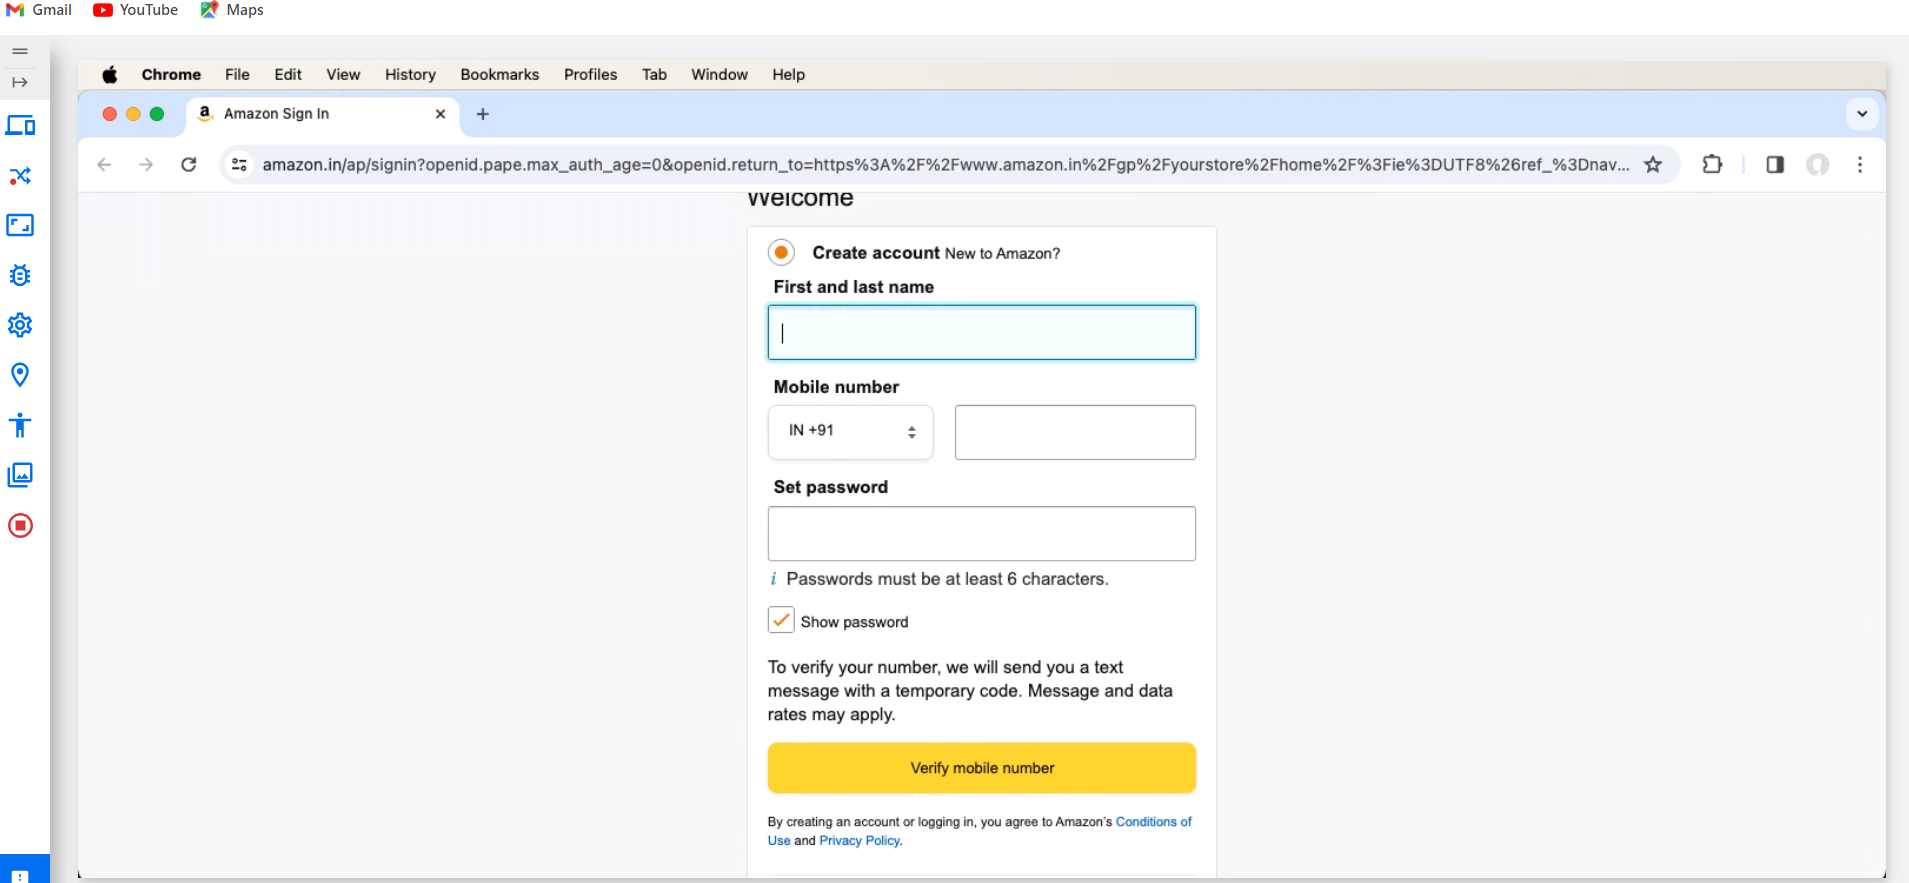 Gmail YouTube Maps
Chrome File Edit View History Bookmarks Profiles Tab Window Help
a Amazon Sign In
amazon.in/ap/signin?openid.pape.max_auth_age=0&openid.return_to=https%3A%2F%2Fwww.amazon.in%2Fgp%2Fyourstore%2Fhome%2F%3Fie%3DUTF8%26ref_%3Dnav...
Welcome
Create account New to Amazon?
First and last name
Mobile number
IN +91
Set password
i Passwords must be at least 6 characters.
Show password
To verify your number, we will send you a text
message with a temporary code. Message and data
rates may apply.
Verify mobile number
By creating an account or logging in, you agree to Amazon's Conditions of
Use and Privacy Policy.